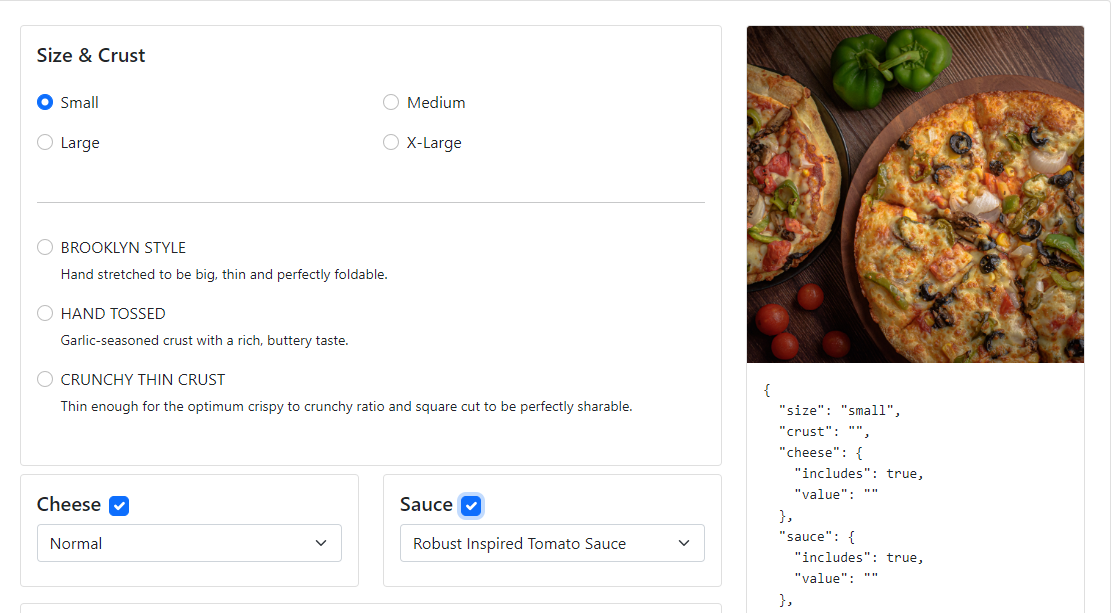 Size & Crust
Small
Medium
Large
X-Large
BROOKLYN STYLE
Hand stretched to be big, thin and perfectly foldable.
HAND TOSSED
Garlic-seasoned crust with a rich, buttery taste.
CRUNCHY THIN CRUST
Thin enough for the optimum crispy to crunchy ratio and square cut to be perfectly sharable.
Cheese
Normal
Sauce
Robust Inspired Tomato Sauce
{
"size": "small",
"crust": "",
"cheese": {
"includes": true,
"value": ""
},
"sauce": {
"includes": true,
"value": ""
},